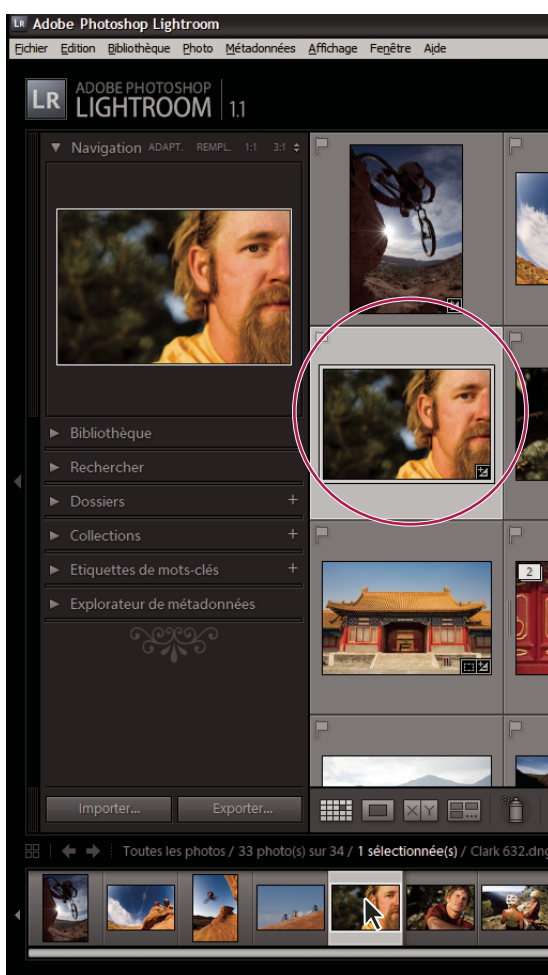 LR Adobe Photoshop Lightroom
Fichier Edition Bibliothèque Photo Métadonnées Affichage Fenêtre Aide
LR ADOBE PHOTOSHOP
LIGHTROOM 1.1
Navigation ADAPT. REMPL. 1:1 3:1
Bibliothèque
Rechercher
Dossiers +
Collections +
Etiquettes de mots-clés +
2
Explorateur de métadonnées
Importer... Exporter...
XY
Toutes les photos / 33 photo(s) sur 34 / 1 sélectionnée(s) / Clark 632.dng